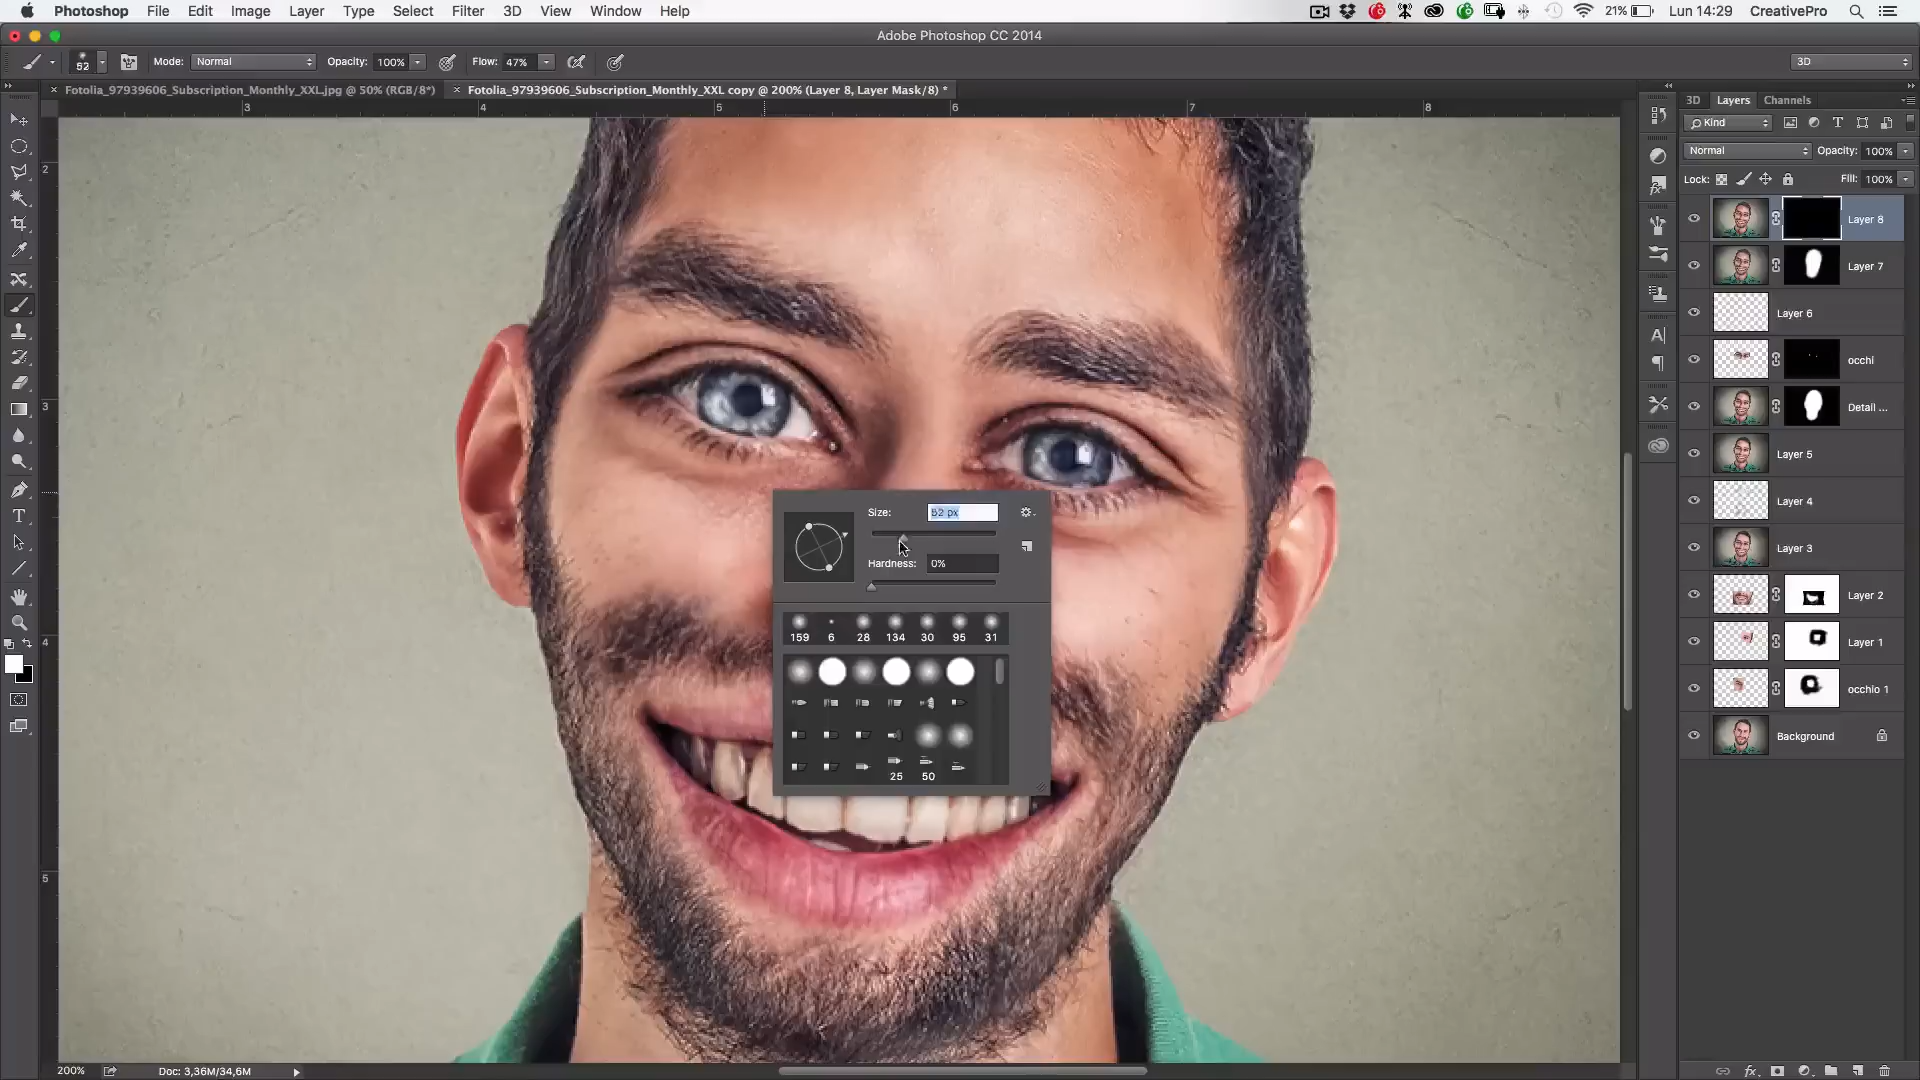 Photoshop File Edit Image Layer Type Select Filter 3D View Window Help 21% Lun 14:29 CreativePro
Adobe Photoshop CC 2014
52 Mode: Normal Opacity: 100% Flow: 47% 3D
Fotolia_97939606_Subscription_Monthly_XXL.jpg @ 50% (RGB/8*) Fotolia_97939606_Subscription_Monthly_XXL copy @ 200% (Layer 8, Layer Mask/8) *
3 4 5 6 7 8
2
3
4
5
3D Layers Channels
Kind
Normal Opacity: 100%
Lock: Fill: 100%
Layer 8
Layer 7
Layer 6
occhi
Detail ...
Layer 5
Layer 4
Layer 3
Layer 2
Layer 1
occhio 1
Background
Size: 52 px
Hardness: 0%
159 6 28 134 30 95 31
25 50
200% Doc: 3,36M/34,6M